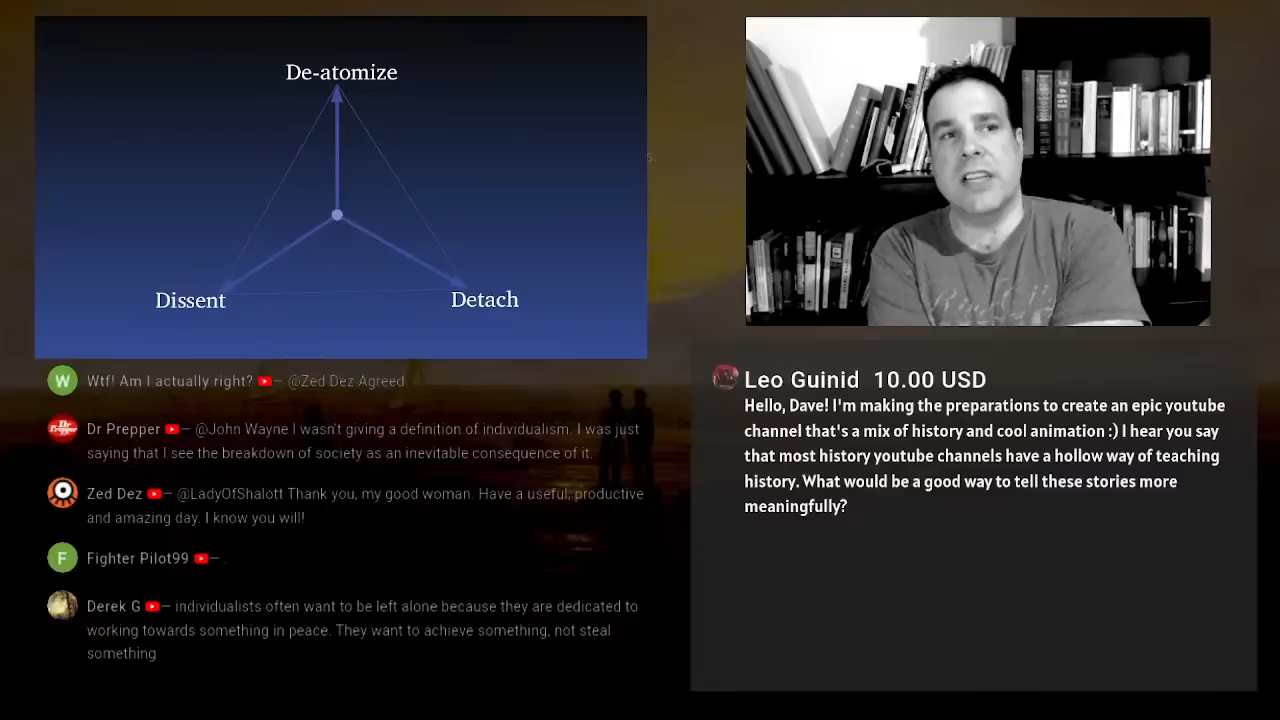 De-atomize
Dissent
Detach
s,
W Wtf! Am I actually right? — @Zed Dez Agreed
Dr Prepper — @John Wayne I wasn't giving a definition of individualism. I was just
saying that I see the breakdown of society as an inevitable consequence of it.
Zed Dez — @LadyOfShalott Thank you, my good woman. Have a useful, productive
and amazing day. I know you will!
F Fighter Pilot99 — .
Derek G — individualists often want to be left alone because they are dedicated to
working towards something in peace. They want to achieve something, not steal
something
Leo Guinid 10.00 USD
Hello, Dave! I'm making the preparations to create an epic youtube
channel that's a mix of history and cool animation :) I hear you say
that most history youtube channels have a hollow way of teaching
history. What would be a good way to tell these stories more
meaningfully?